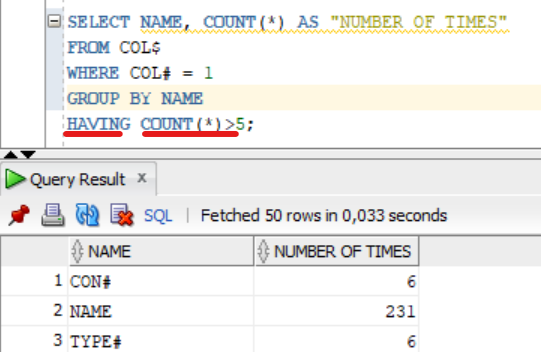 SELECT NAME, COUNT(*) AS "NUMBER OF TIMES"
FROM COL$
WHERE COL# = 1
GROUP BY NAME
HAVING COUNT(*)>5;
Query Result x
SQL | Fetched 50 rows in 0,033 seconds
NAME NUMBER OF TIMES
1 CON# 6
2 NAME 231
3 TYPE# 6